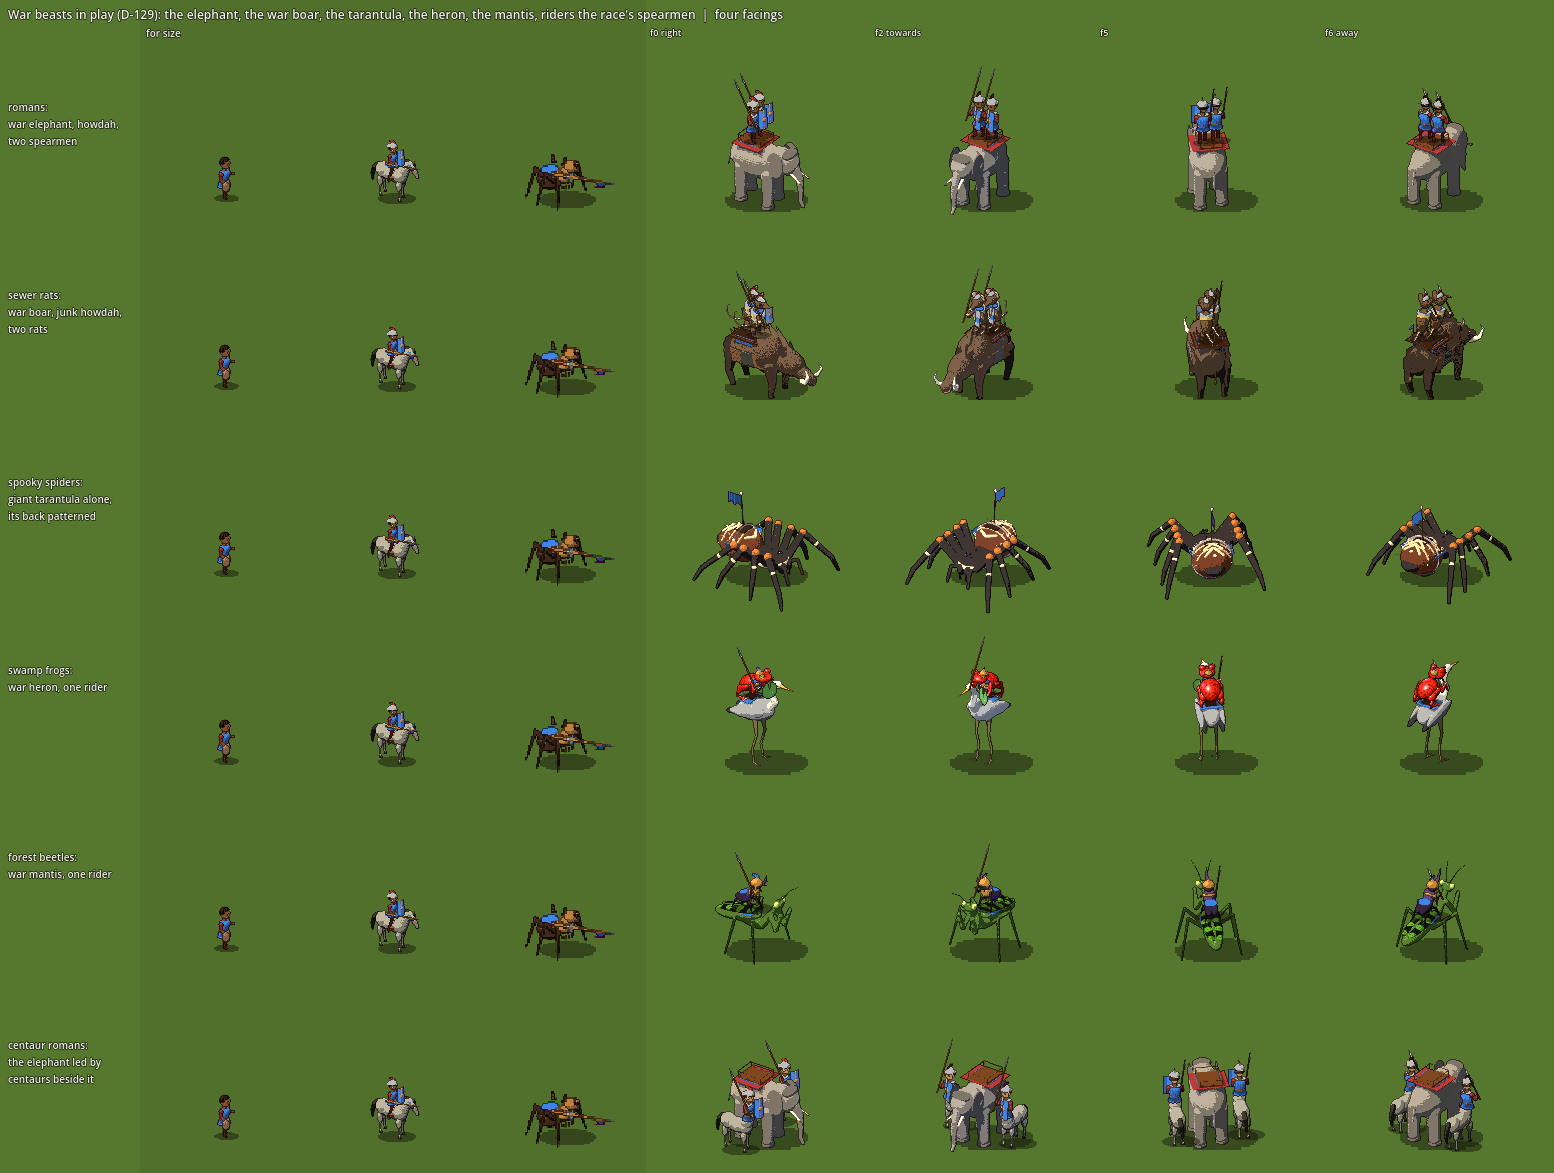 War beasts in play (D-129): the elephant, the war boar, the tarantula, the heron, the mantis, riders the race's spearmen | four facings
for size
f0 right
f2 towards
f5
f6 away
romans:
war elephant, howdah,
two spearmen
sewer rats:
war boar, junk howdah,
two rats
spooky spiders:
giant tarantula alone,
its back patterned
swamp frogs:
war heron, one rider
forest beetles:
war mantis, one rider
centaur romans:
the elephant led by
centaurs beside it